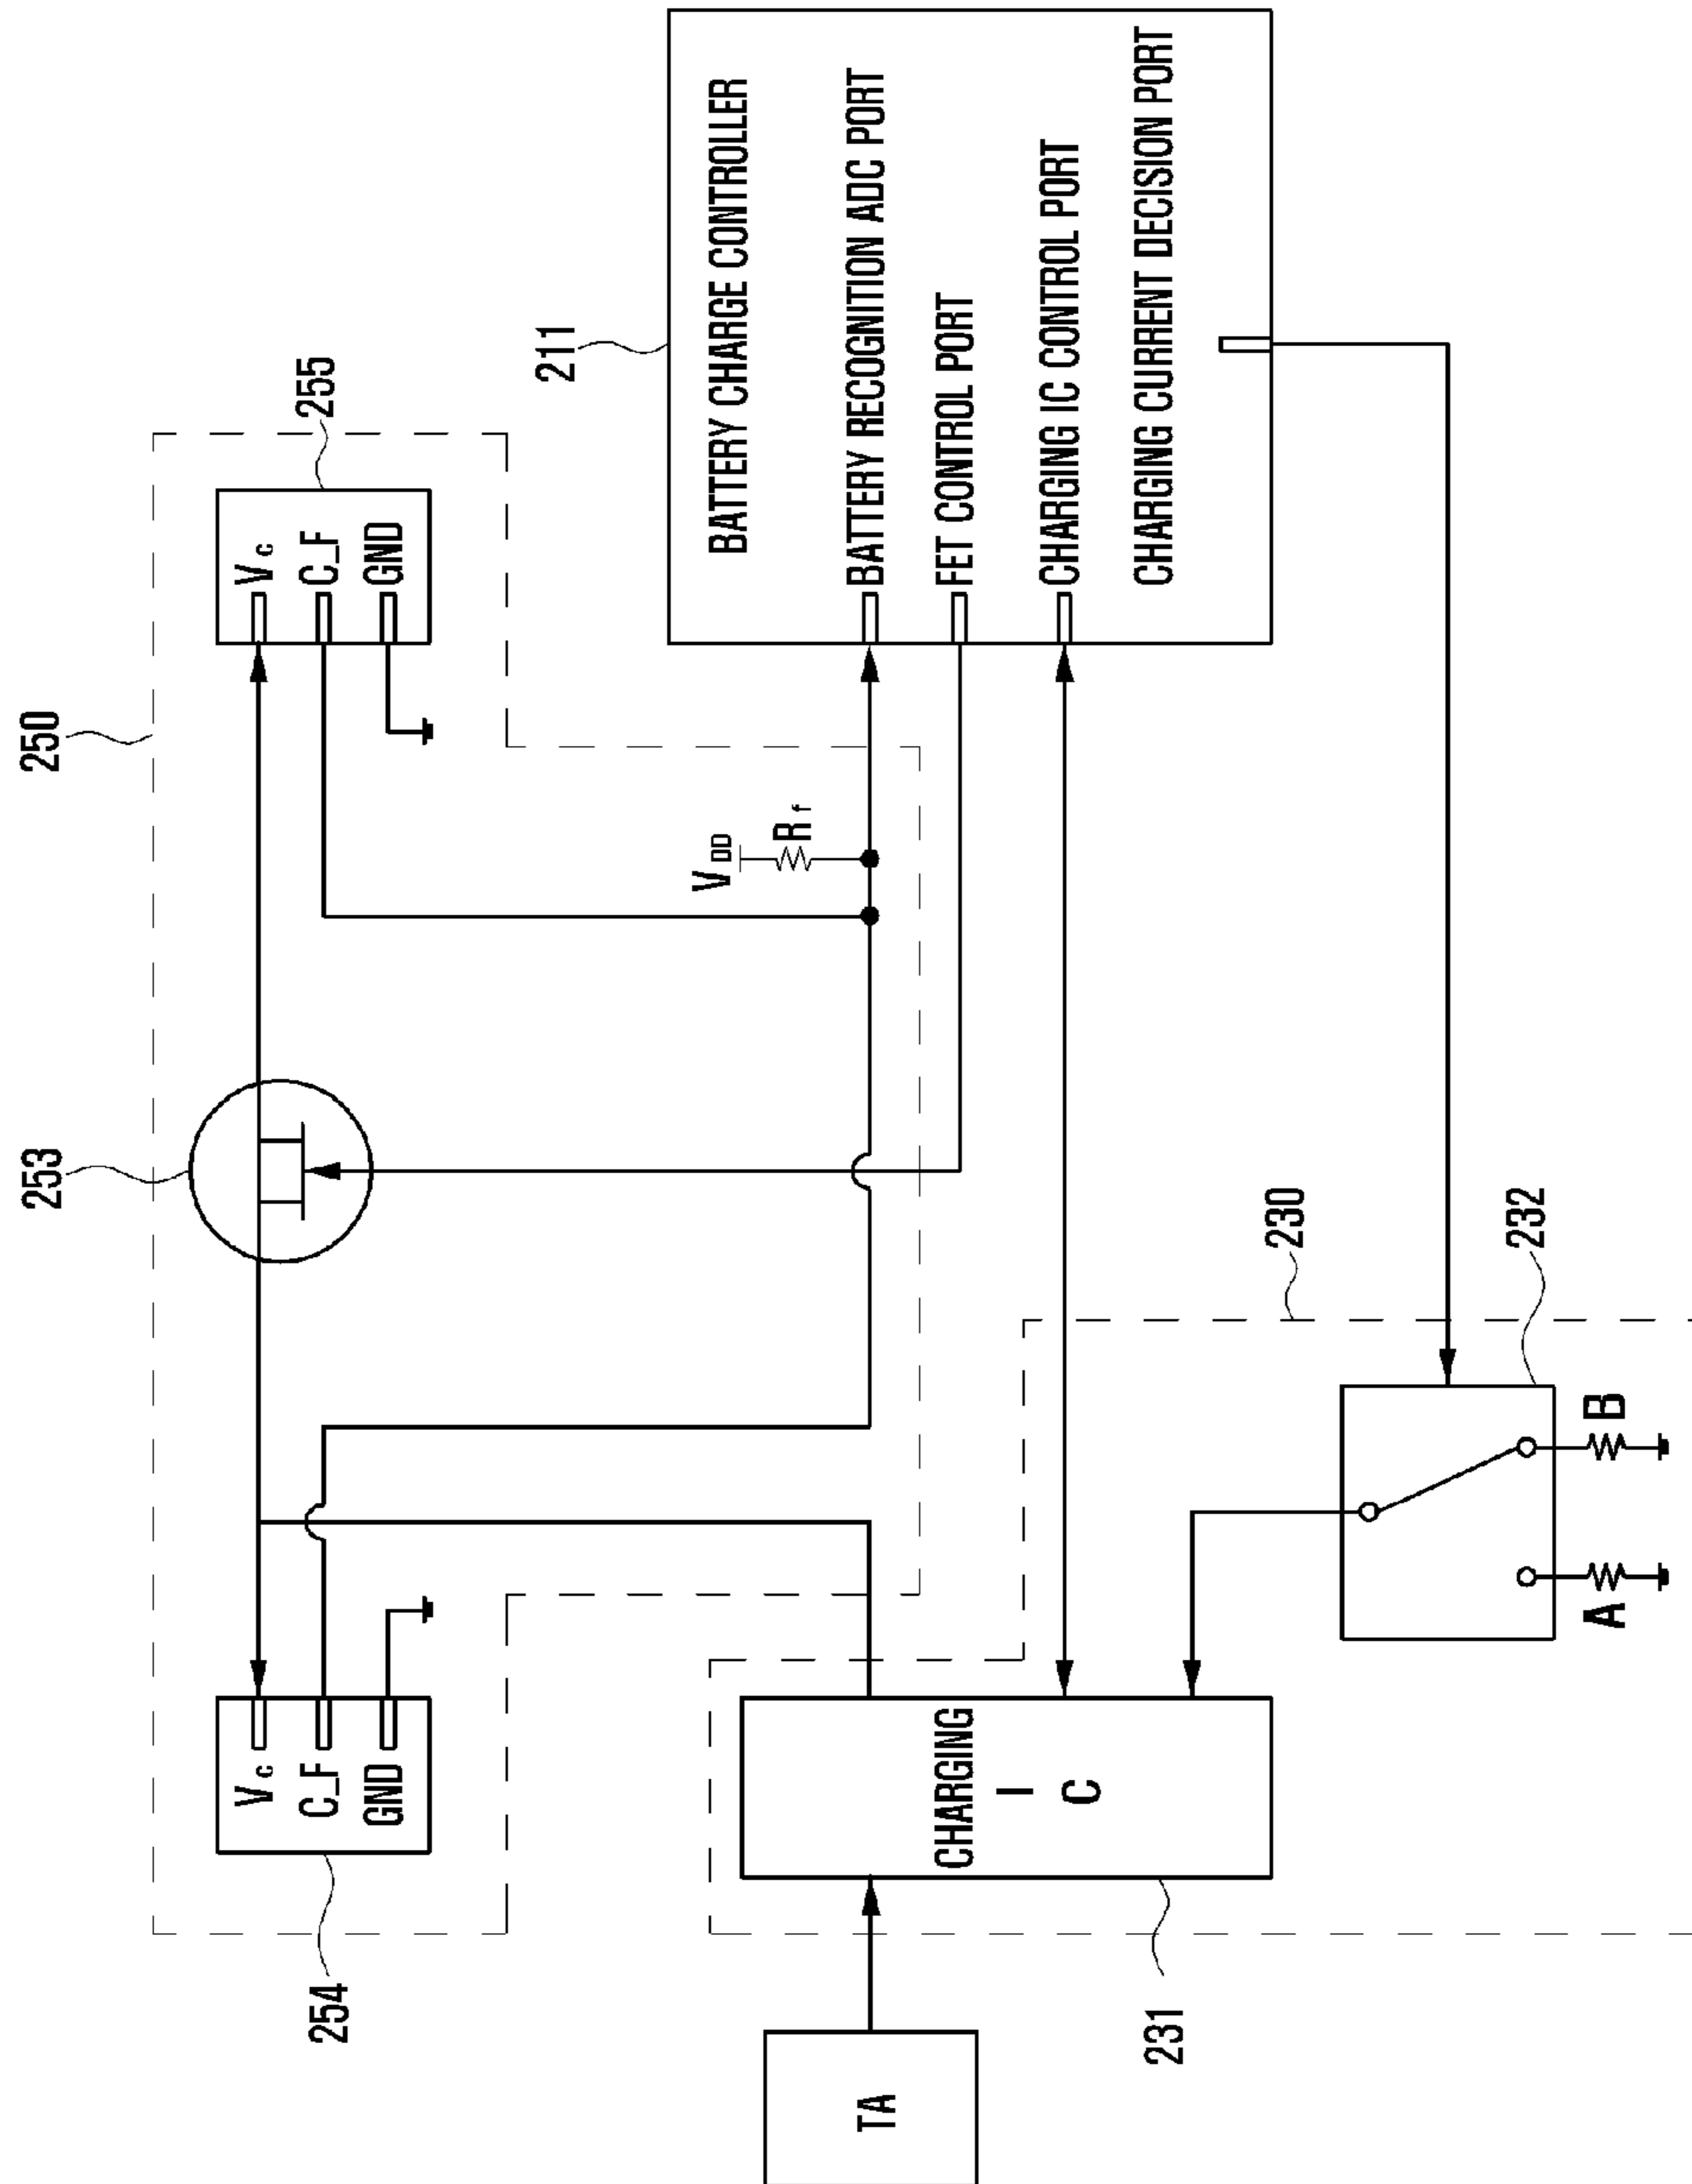 250
253
255
Vc
C_F
GND
254
Vc
C_F
GND
VDD
Rf
211
BATTERY CHARGE CONTROLLER
BATTERY RECOGNITION ADC PORT
FET CONTROL PORT
CHARGING IC CONTROL PORT
CHARGING CURRENT DECISION PORT
TA
CHARGING
I
C
231
230
232
A
B